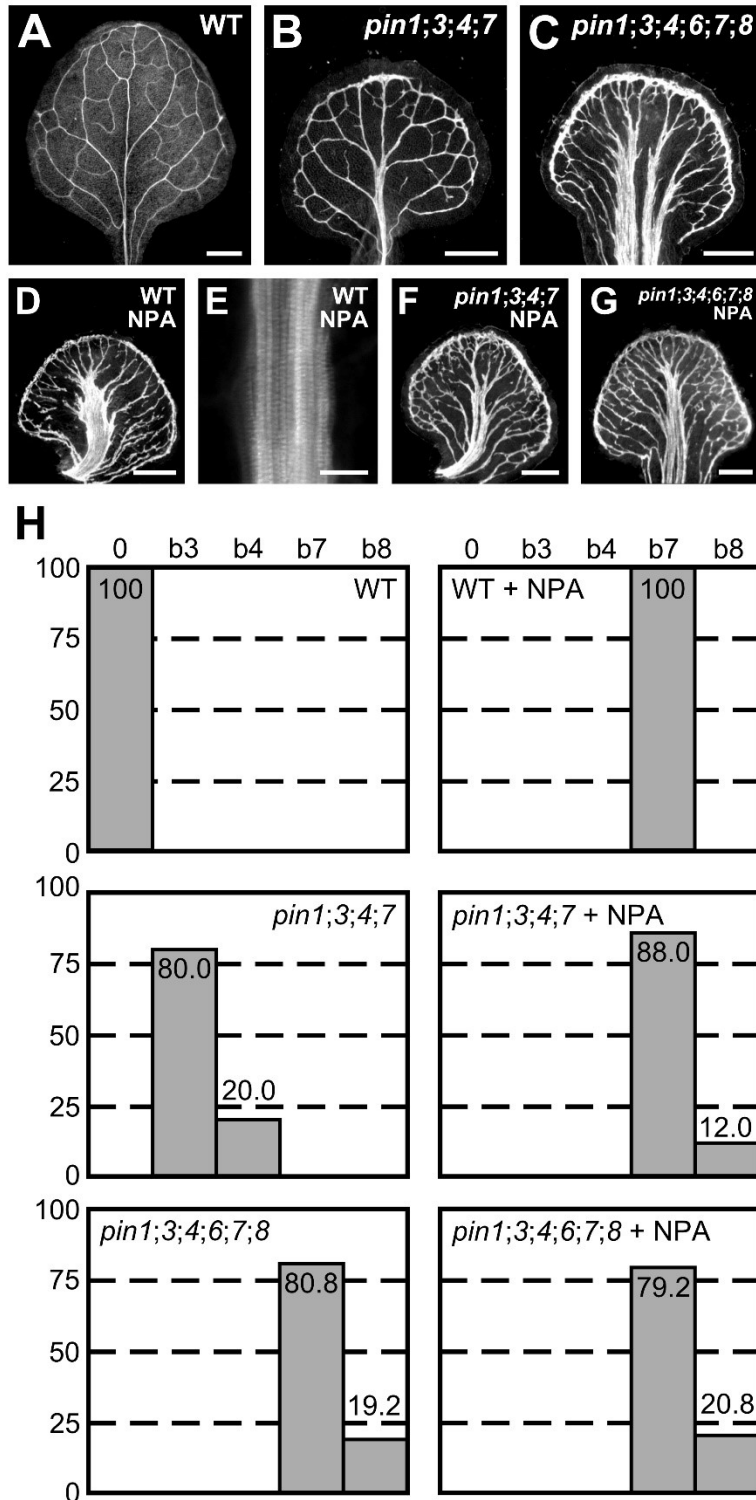 A WT
B pin1;3;4;7
C pin1;3;4;6;7;8
D WT
NPA
E WT
NPA
F pin1;3;4;7
NPA
G pin1;3;4;6;7;8
NPA
H
0 b3 b4 b7 b8
0 b3 b4 b7 b8
100
75
50
25
0
100
WT
WT + NPA
100
100
75
50
25
0
pin1;3;4;7
80.0
20.0
pin1;3;4;7 + NPA
88.0
12.0
100
75
50
25
0
pin1;3;4;6;7;8
80.8
19.2
pin1;3;4;6;7;8 + NPA
79.2
20.8